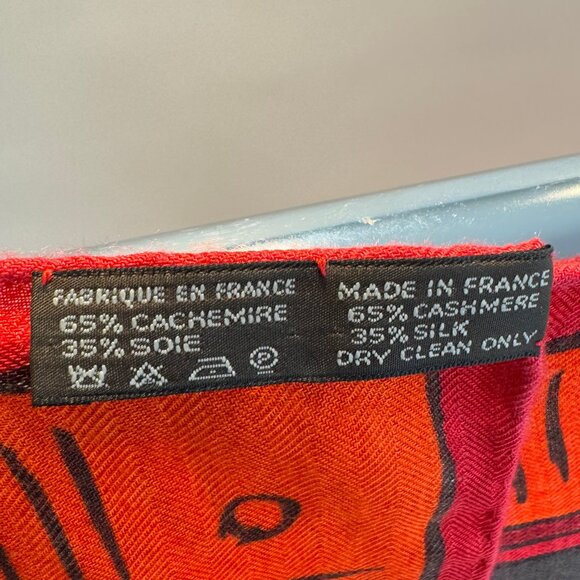 FABRIQUE EN FRANCE
65% CACHEMIRE
35% SOIE
P
MADE IN FRANCE
65% CASHMERE
35% SILK
DRY CLEAN ONLY